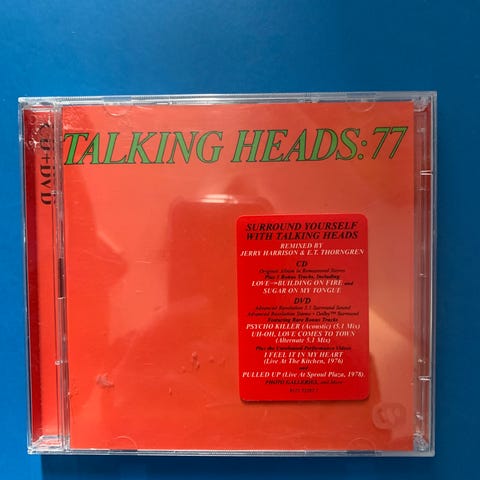 CD+DVD
TALKING HEADS: 77
SURROUND YOURSELF
WITH TALKING HEADS
REMIXED BY
JERRY HARRISON & E.T. THORNGREN
CD
Original Album in Remastered Stereo
Plus 5 Bonus Tracks, Including
LOVE → BUILDING ON FIRE and
SUGAR ON MY TONGUE
DVD
Advanced Resolution 5.1 Surround Sound
Advanced Resolution Stereo • Dolby™ Surround
Featuring Rare Bonus Tracks
PSYCHO KILLER (Acoustic) (5.1 Mix)
UH-OH, LOVE COMES TO TOWN
(Alternate 5.1 Mix)
Plus the Unreleased Performance Videos
I FEEL IT IN MY HEART
(Live At The Kitchen, 1976)
and
PULLED UP (Live At Sproul Plaza, 1978)
PHOTO GALLERIES, and More